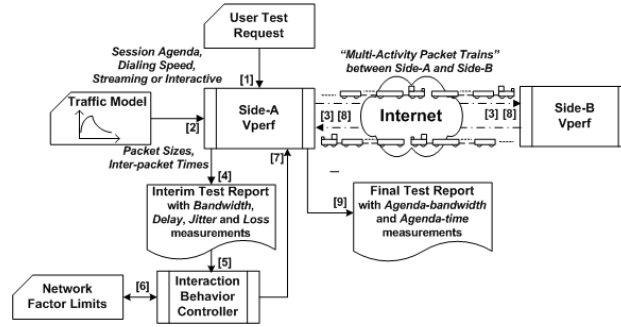 User Test
Request
Session Agenda,
Dialing Speed,
Streaming or Interactive
[1]
“Multi-Activity Packet Trains”
between Side-A and Side-B
Traffic Model
[2]
Side-A
Vperf
[3] [8]
Internet
[3] [8]
Side-B
Vperf
Packet Sizes,
Inter-packet Times
[7]
[4]
Interim Test Report
with Bandwidth,
Delay, Jitter and Loss
measurements
[9]
Final Test Report
with Agenda-bandwidth
and Agenda-time
measurements
[5]
Network
Factor Limits
[6]
Interaction
Behavior
Controller